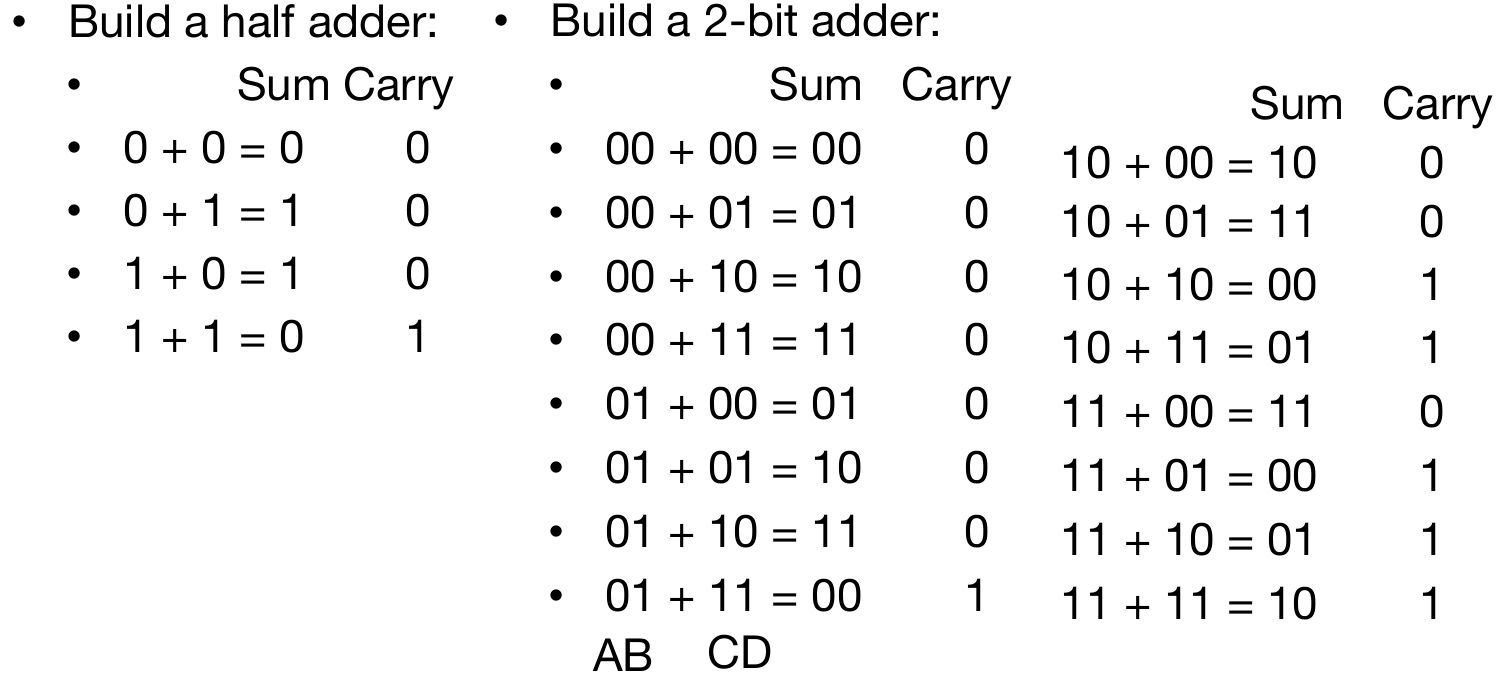 • Build a half adder:
• Sum Carry
• 0 + 0 = 0 0
• 0 + 1 = 1 0
• 1 + 0 = 1 0
• 1 + 1 = 0 1
• Build a 2-bit adder:
• Sum Carry
• 00 + 00 = 00 0
• 00 + 01 = 01 0
• 00 + 10 = 10 0
• 00 + 11 = 11 0
• 01 + 00 = 01 0
• 01 + 01 = 10 0
• 01 + 10 = 11 0
• 01 + 11 = 00 1
AB CD
Sum Carry
10 + 00 = 10 0
10 + 01 = 11 0
10 + 10 = 00 1
10 + 11 = 01 1
11 + 00 = 11 0
11 + 01 = 00 1
11 + 10 = 01 1
11 + 11 = 10 1